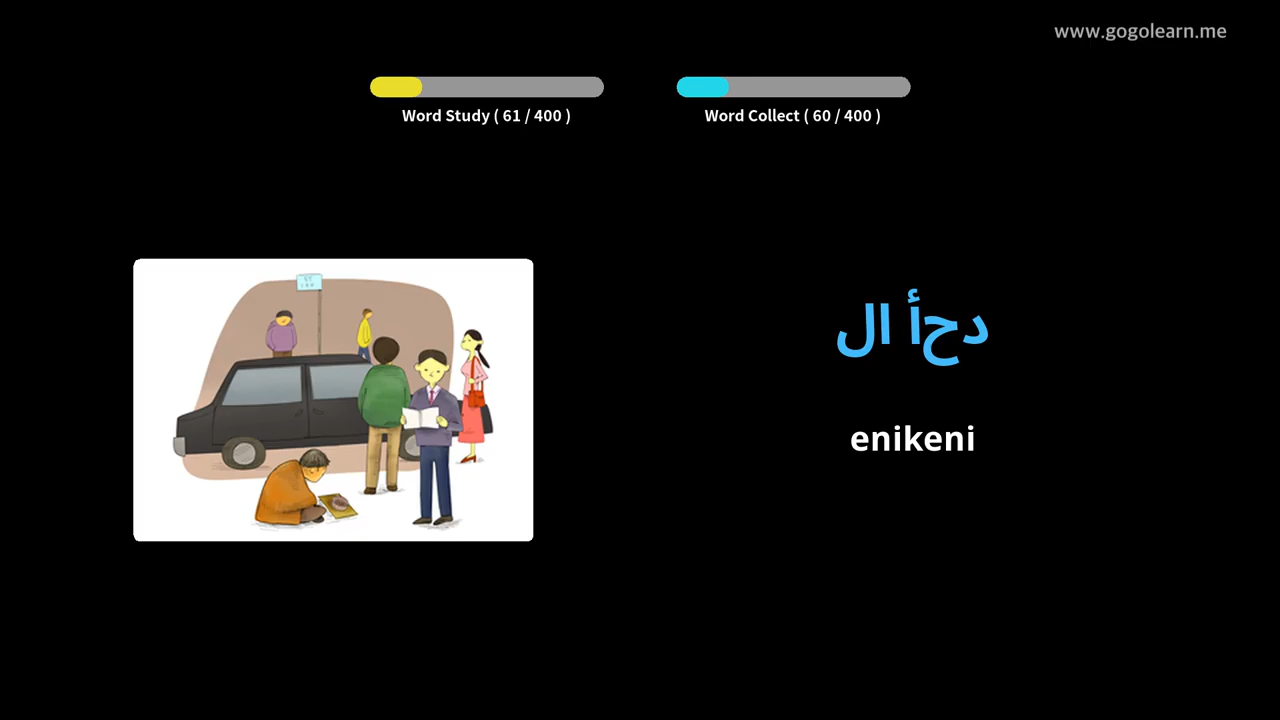 www.gogolearn.me
Word Study ( 61 / 400 )
Word Collect ( 60 / 400 )
دحأ ال
enikeni